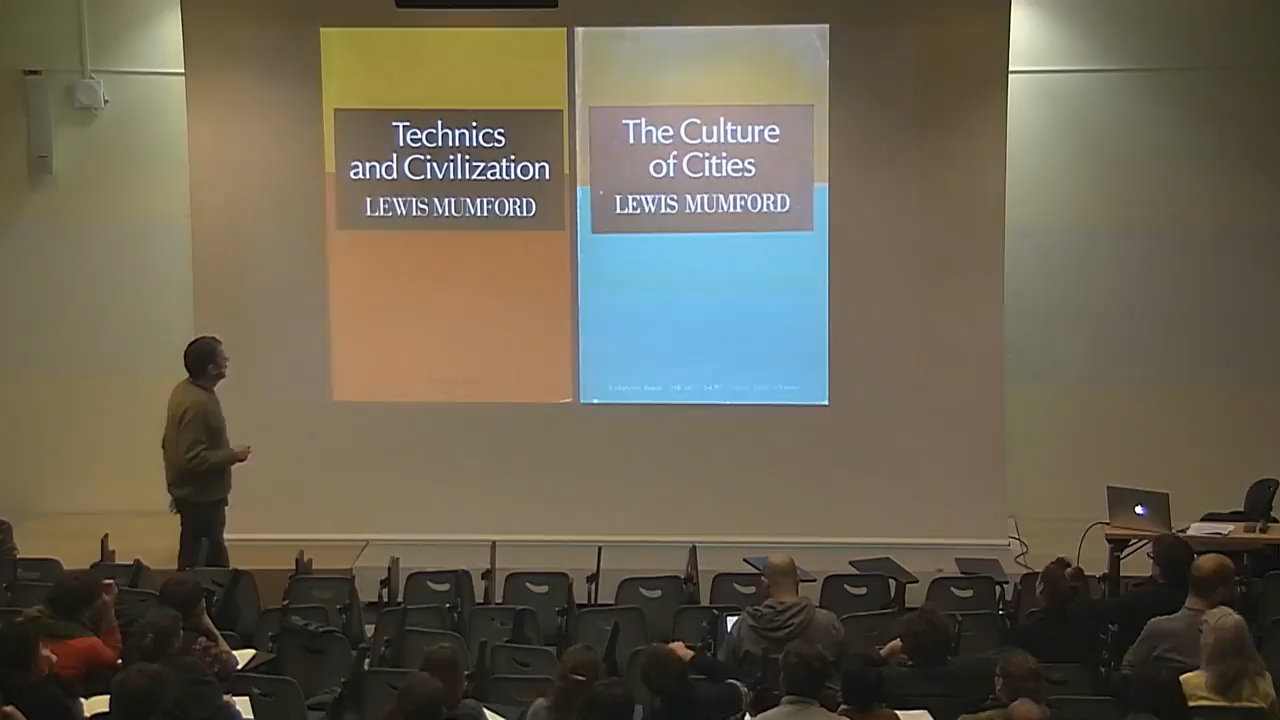 Technics
and Civilization
LEWIS MUMFORD
The Culture
of Cities
LEWIS MUMFORD